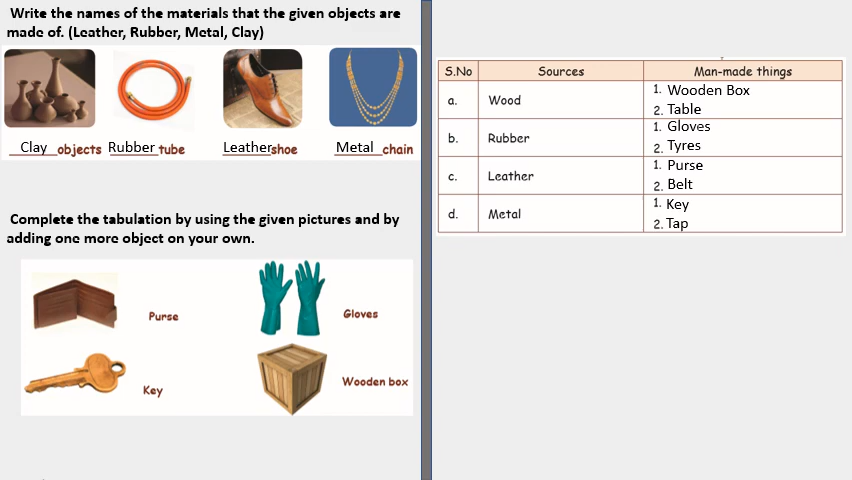 Write the names of the materials that the given objects are
made of. (Leather, Rubber, Metal, Clay)
Clay objects Rubber tube Leather shoe Metal chain
Complete the tabulation by using the given pictures and by
adding one more object on your own.
Purse
Gloves
Key
Wooden box
S.No Sources Man-made things
a. Wood 1. Wooden Box
2. Table
b. Rubber 1. Gloves
2. Tyres
c. Leather 1. Purse
2. Belt
d. Metal 1. Key
2. Tap